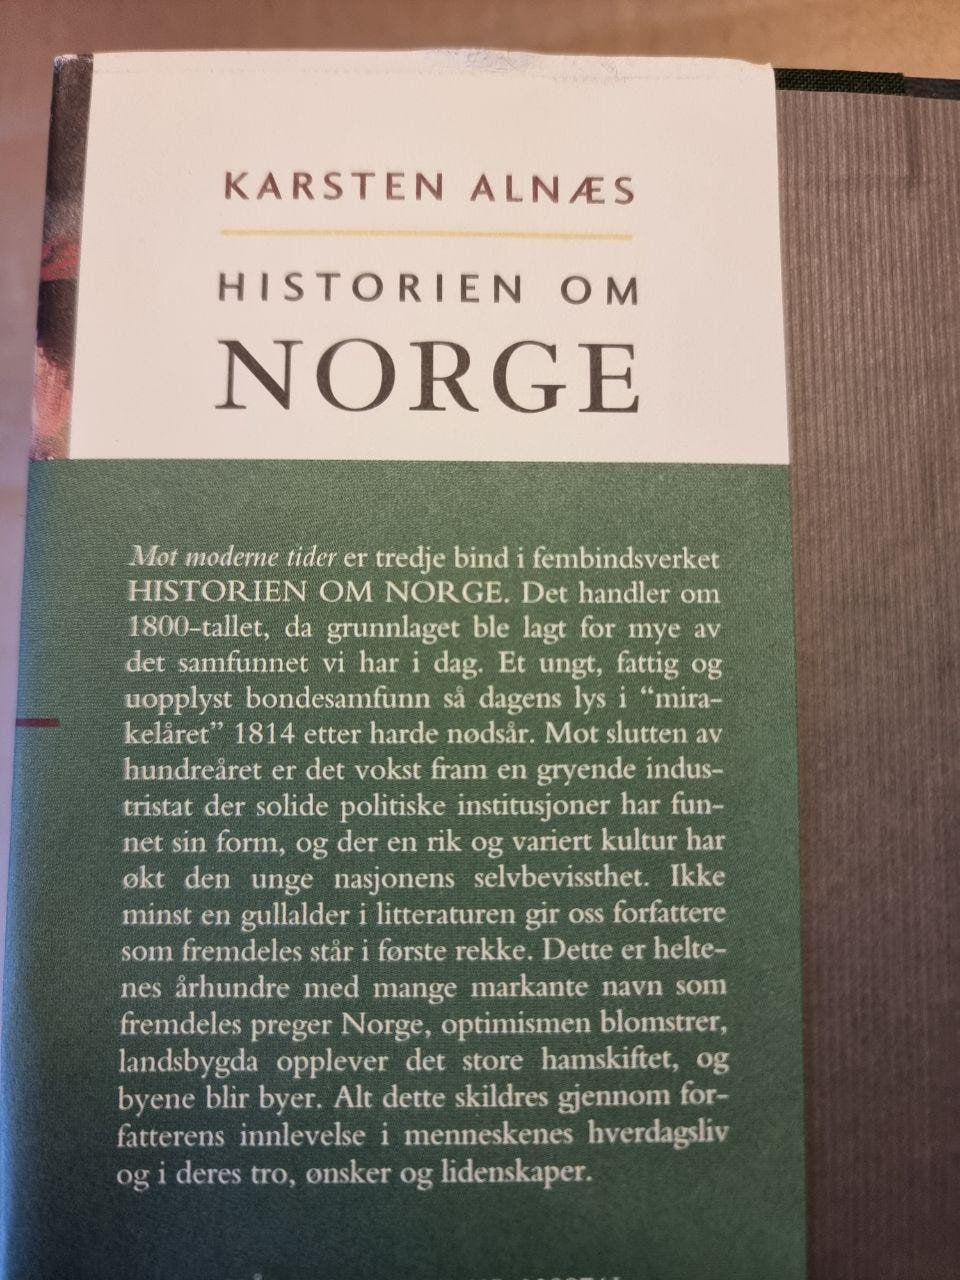 KARSTEN ALNÆS
HISTORIEN OM
NORGE
Mot moderne tider er tredje bind i fembindsverket
HISTORIEN OM NORGE. Det handler om
1800-tallet, da grunnlaget ble lagt for mye av
det samfunnet vi har i dag. Et ungt, fattig og
uopplyst bondesamfunn så dagens lys i “mira-
kelåret” 1814 etter harde nødsår. Mot slutten av
hundreåret er det vokst fram en gryende indus-
tristat der solide politiske institusjoner har fun-
net sin form, og der en rik og variert kultur har
økt den unge nasjonens selvbevissthet. Ikke
minst en gullalder i litteraturen gir oss forfattere
som fremdeles står i første rekke. Dette er helte-
nes århundre med mange markante navn som
fremdeles preger Norge, optimismen blomstrer,
landsbygda opplever det store hamskiftet, og
byene blir byer. Alt dette skildres gjennom for-
fatterens innlevelse i menneskenes hverdagsliv
og i deres tro, ønsker og lidenskaper.